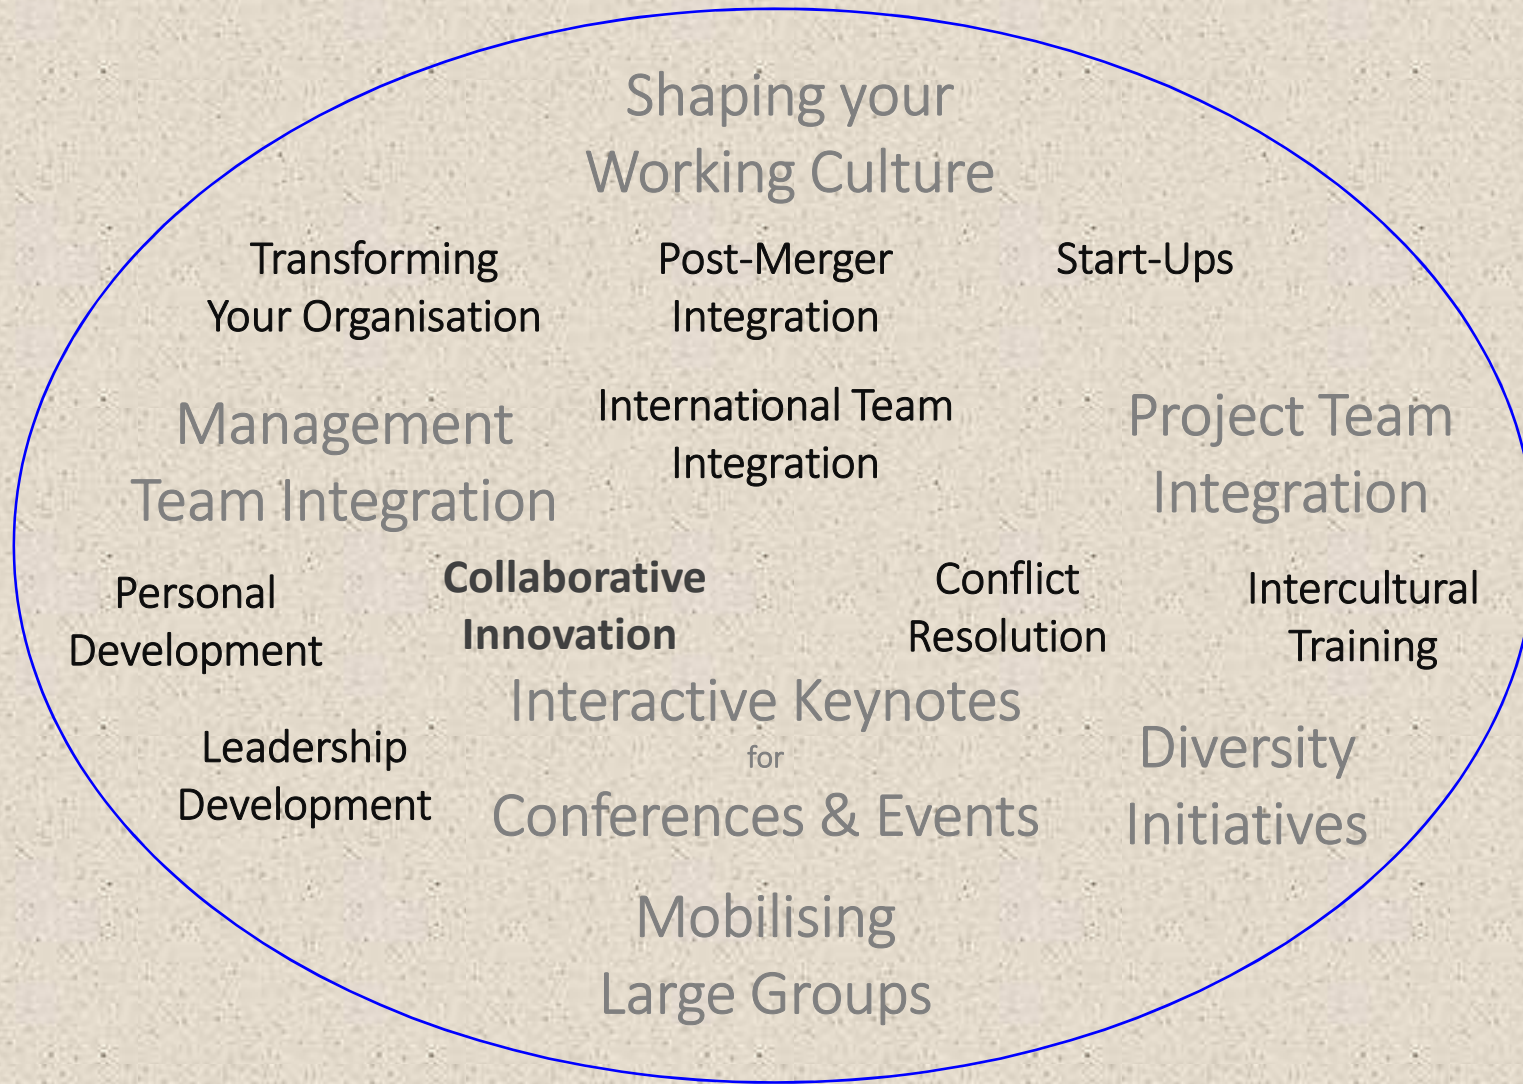 Shaping your
Working Culture
Transforming
Your Organisation
Post-Merger
Integration
Start-Ups
Management
Team Integration
International Team
Integration
Project Team
Integration
Personal
Development
Collaborative
Innovation
Conflict
Resolution
Intercultural
Training
Leadership
Development
Interactive Keynotes
for
Conferences & Events
Diversity
Initiatives
Mobilising
Large Groups